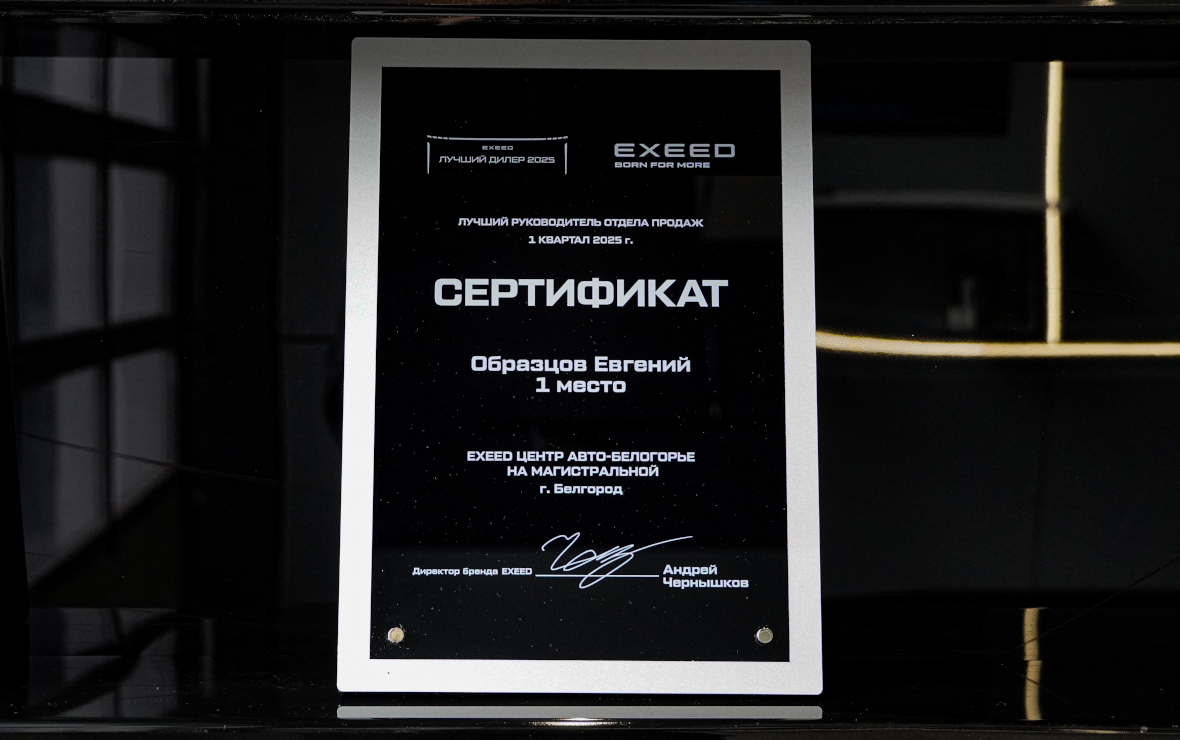 EXEED
ЛУЧШИЙ ДИЛЕР 2025
EXEED
BORN FOR MORE
ЛУЧШИЙ РУКОВОДИТЕЛЬ ОТДЕЛА ПРОДАЖ
1 КВАРТАЛ 2025 г.
СЕРТИФИКАТ
Образцов Евгений
1 место
EXEED ЦЕНТР АВТО-БЕЛОГОРЬЕ
НА МАГИСТРАЛЬНОЙ
г. Белгород
Директор бренда EXEED
Андрей
Чернышков